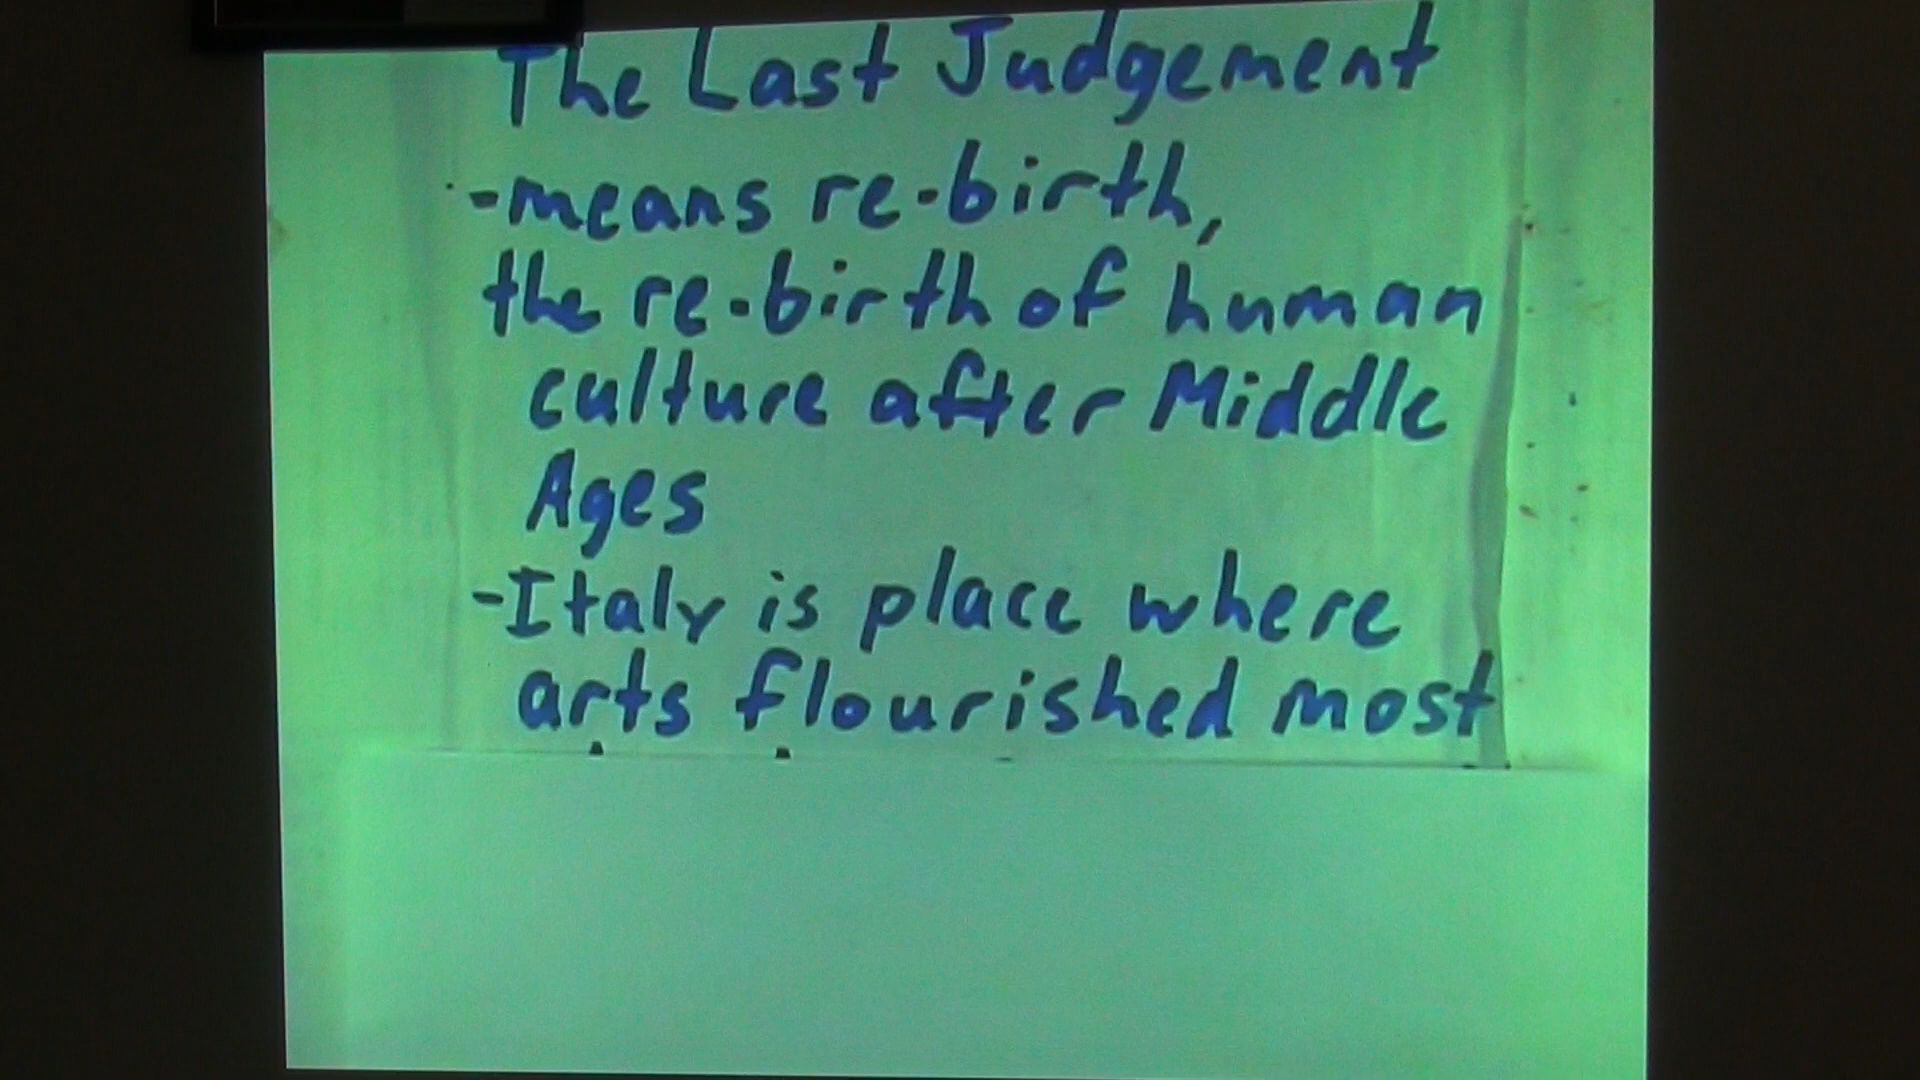 The Last Judgement
-means re-birth,
the re-birth of human
culture after Middle
Ages
-Italy is place where
arts flourished most